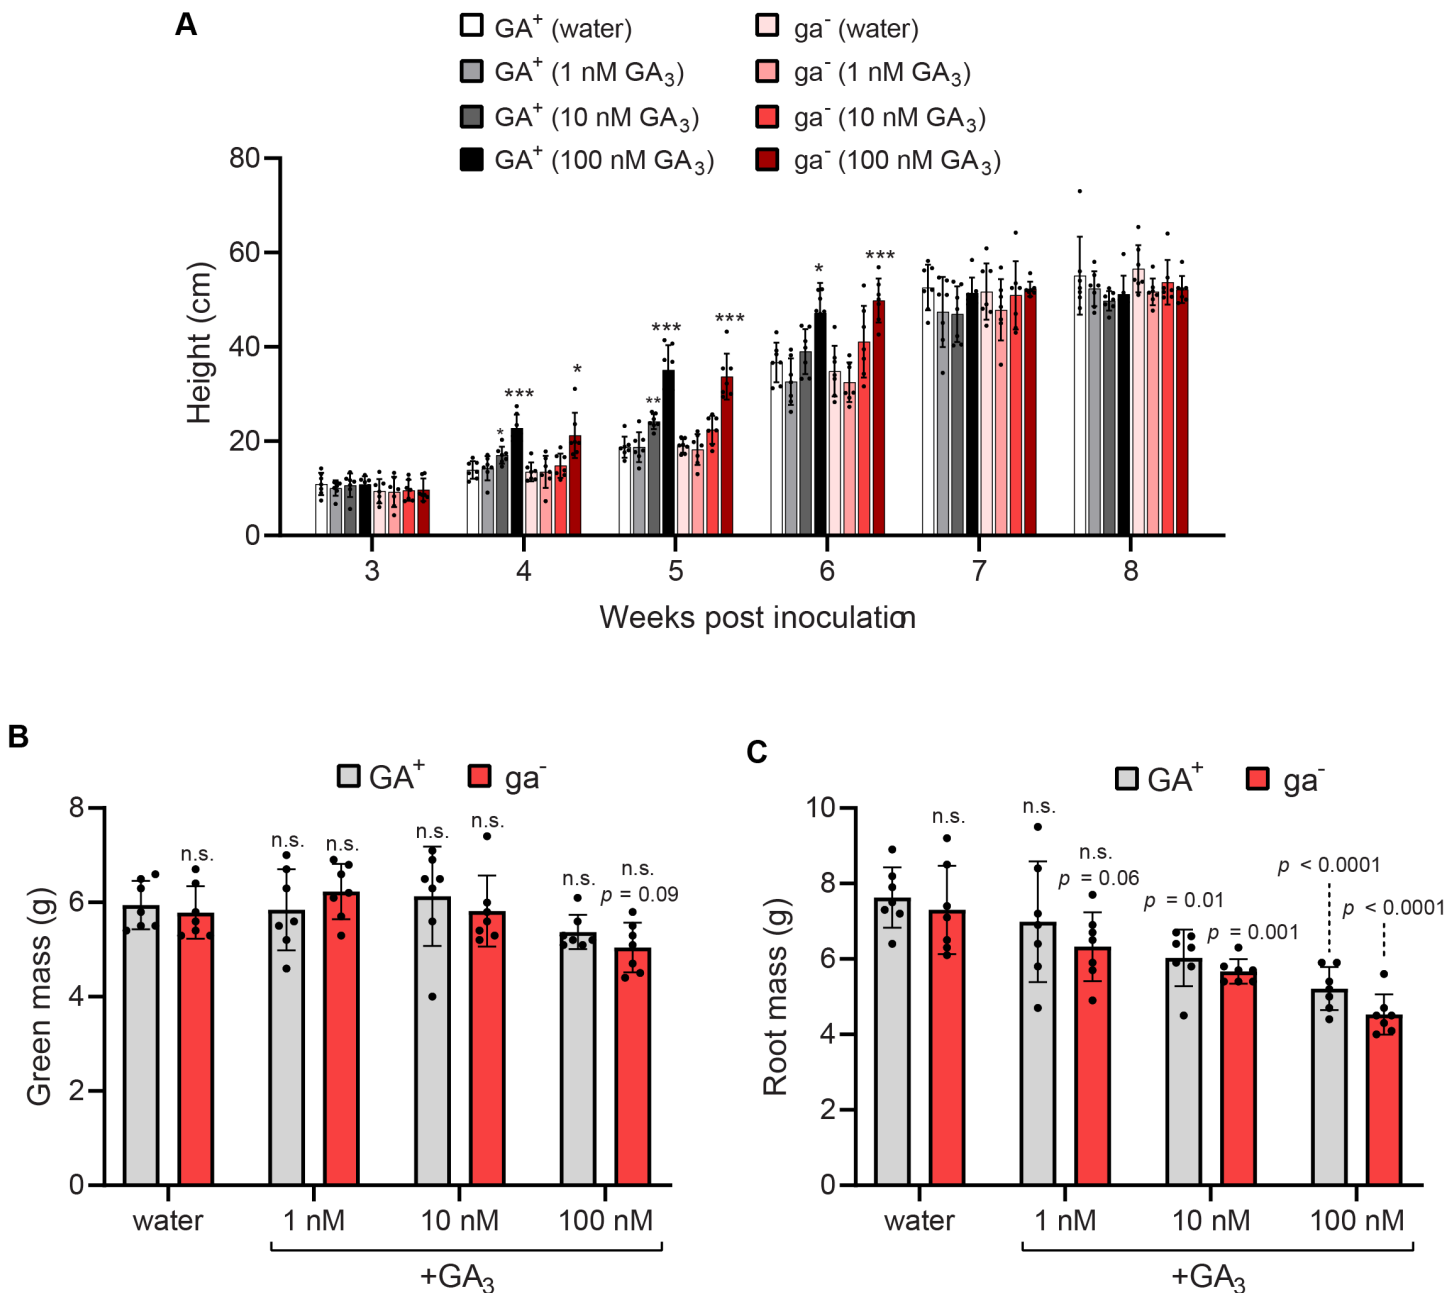 A
GA⁺ (water)
ga⁻ (water)
GA⁺ (1 nM GA₃)
ga⁻ (1 nM GA₃)
GA⁺ (10 nM GA₃)
ga⁻ (10 nM GA₃)
GA⁺ (100 nM GA₃)
ga⁻ (100 nM GA₃)
80
60
40
20
0
Height (cm)
*
***
*
**
***
***
*
***
3 4 5 6 7 8
Weeks post inoculation
B
GA⁺ ga⁻
8
6
4
2
0
Green mass (g)
n.s.
n.s.
n.s.
n.s.
n.s.
n.s.
n.s.
p = 0.09
water 1 nM 10 nM 100 nM
+GA₃
C
GA⁺ ga⁻
10
8
6
4
2
0
Root mass (g)
n.s.
n.s.
n.s.
p = 0.06
p = 0.01
p = 0.001
p < 0.0001
p < 0.0001
water 1 nM 10 nM 100 nM
+GA₃